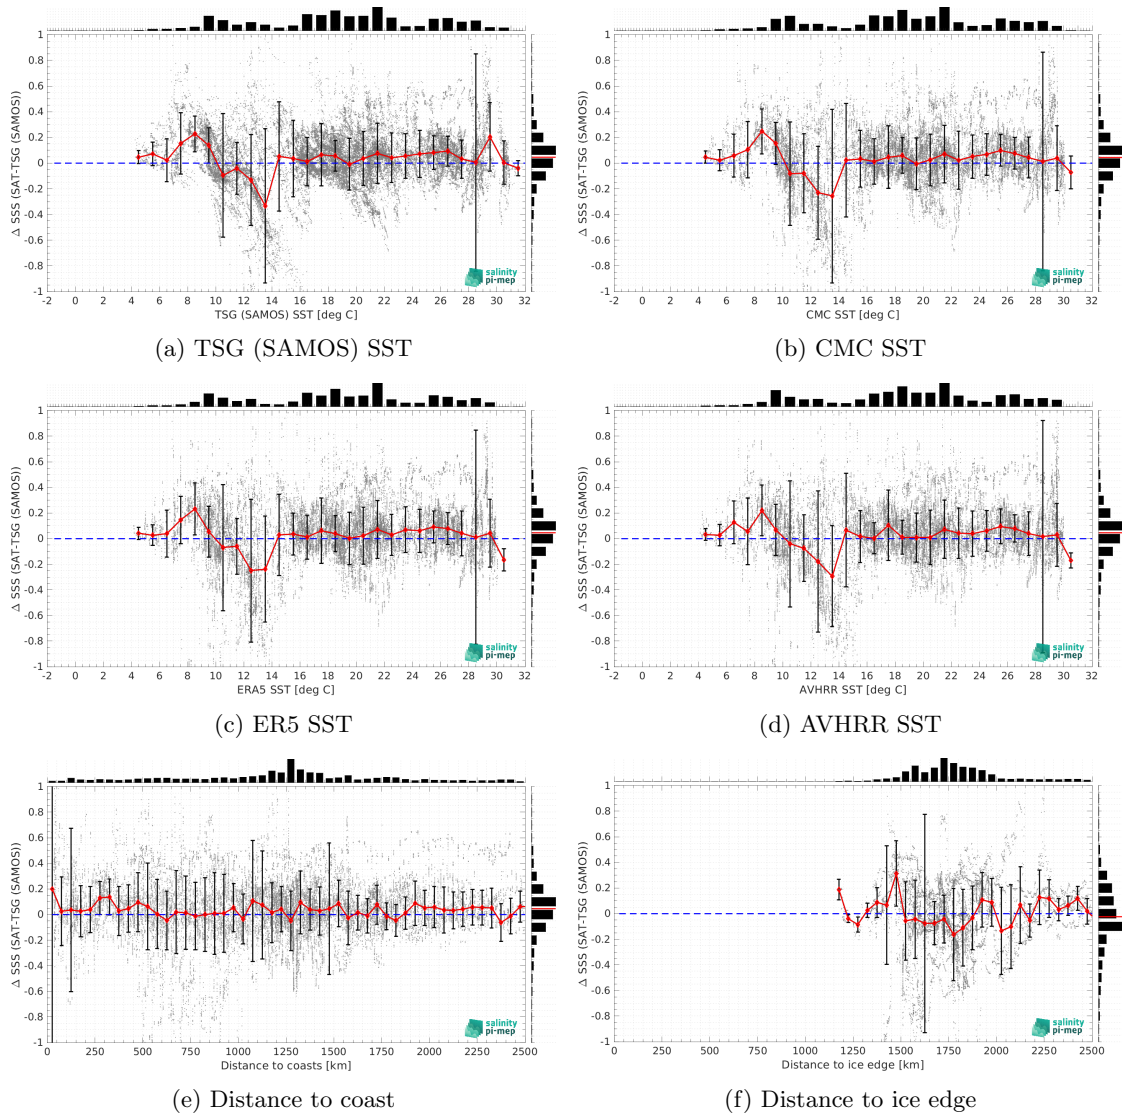 1
0.8
0.6
0.4
0.2
0
-0.2
-0.4
-0.6
-0.8
-1
Δ SSS (SAT-TSG (SAMOS))
salinity
pi-mep
-2 0 2 4 6 8 10 12 14 16 18 20 22 24 26 28 30 32
TSG (SAMOS) SST [deg C]
(a) TSG (SAMOS) SST
1
0.8
0.6
0.4
0.2
0
-0.2
-0.4
-0.6
-0.8
-1
Δ SSS (SAT-TSG (SAMOS))
salinity
pi-mep
-2 0 2 4 6 8 10 12 14 16 18 20 22 24 26 28 30 32
CMC SST [deg C]
(b) CMC SST
1
0.8
0.6
0.4
0.2
0
-0.2
-0.4
-0.6
-0.8
-1
Δ SSS (SAT-TSG (SAMOS))
salinity
pi-mep
-2 0 2 4 6 8 10 12 14 16 18 20 22 24 26 28 30 32
ERA5 SST [deg C]
(c) ER5 SST
1
0.8
0.6
0.4
0.2
0
-0.2
-0.4
-0.6
-0.8
-1
Δ SSS (SAT-TSG (SAMOS))
salinity
pi-mep
-2 0 2 4 6 8 10 12 14 16 18 20 22 24 26 28 30 32
AVHRR SST [deg C]
(d) AVHRR SST
1
0.8
0.6
0.4
0.2
0
-0.2
-0.4
-0.6
-0.8
-1
Δ SSS (SAT-TSG (SAMOS))
salinity
pi-mep
0 250 500 750 1000 1250 1500 1750 2000 2250 2500
Distance to coasts [km]
(e) Distance to coast
1
0.8
0.6
0.4
0.2
0
-0.2
-0.4
-0.6
-0.8
-1
Δ SSS (SAT-TSG (SAMOS))
salinity
pi-mep
0 250 500 750 1000 1250 1500 1750 2000 2250 2500
Distance to ice edge [km]
(f) Distance to ice edge